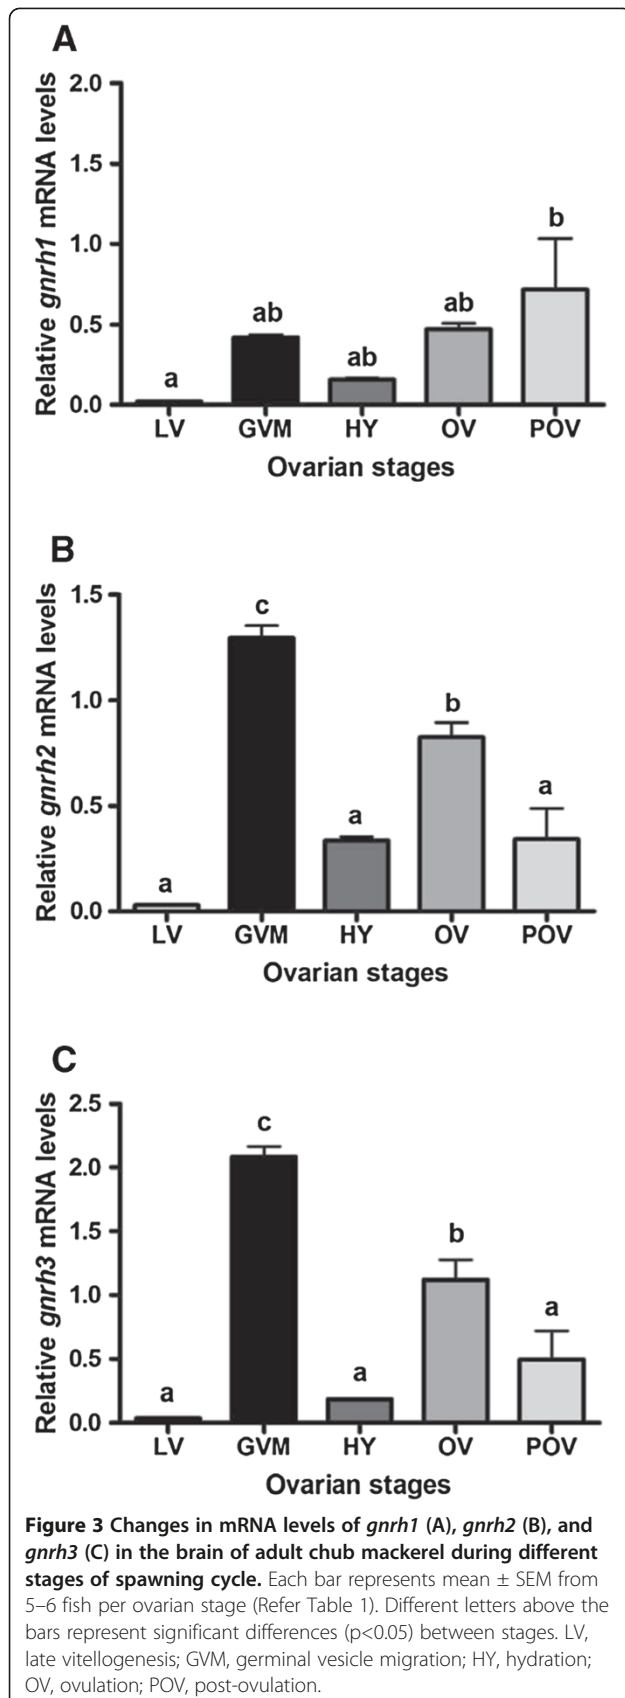 A
Relative gnrh1 mRNA levels
2.0
1.5
1.0
0.5
0.0
a
ab
ab
ab
b
LV GVM HY OV POV
Ovarian stages
B
Relative gnrh2 mRNA levels
1.5
1.0
0.5
0.0
a
c
a
b
a
LV GVM HY OV POV
Ovarian stages
C
Relative gnrh3 mRNA levels
2.5
2.0
1.5
1.0
0.5
0.0
a
c
a
b
a
LV GVM HY OV POV
Ovarian stages
Figure 3 Changes in mRNA levels of gnrh1 (A), gnrh2 (B), and
gnrh3 (C) in the brain of adult chub mackerel during different
stages of spawning cycle. Each bar represents mean ± SEM from
5–6 fish per ovarian stage (Refer Table 1). Different letters above the
bars represent significant differences (p<0.05) between stages. LV,
late vitellogenesis; GVM, germinal vesicle migration; HY, hydration;
OV, ovulation; POV, post-ovulation.